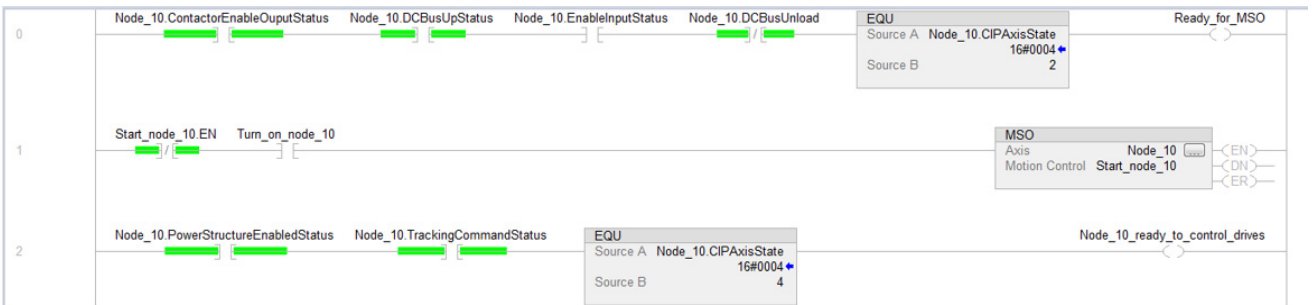 Node_10.ContactorEnableOuputStatus Node_10.DCBusUpStatus Node_10.EnableInputStatus Node_10.DCBusUnload EQU Ready_for_MSO
0 Source A Node_10.CIPAxisState
16#0004
Source B 2
Start_node_10.EN Turn_on_node_10 MSO
1 Axis Node_10 ... EN
Motion Control Start_node_10 DN
ER
Node_10.PowerStructureEnabledStatus Node_10.TrackingCommandStatus EQU Node_10_ready_to_control_drives
2 Source A Node_10.CIPAxisState
16#0004
Source B 4